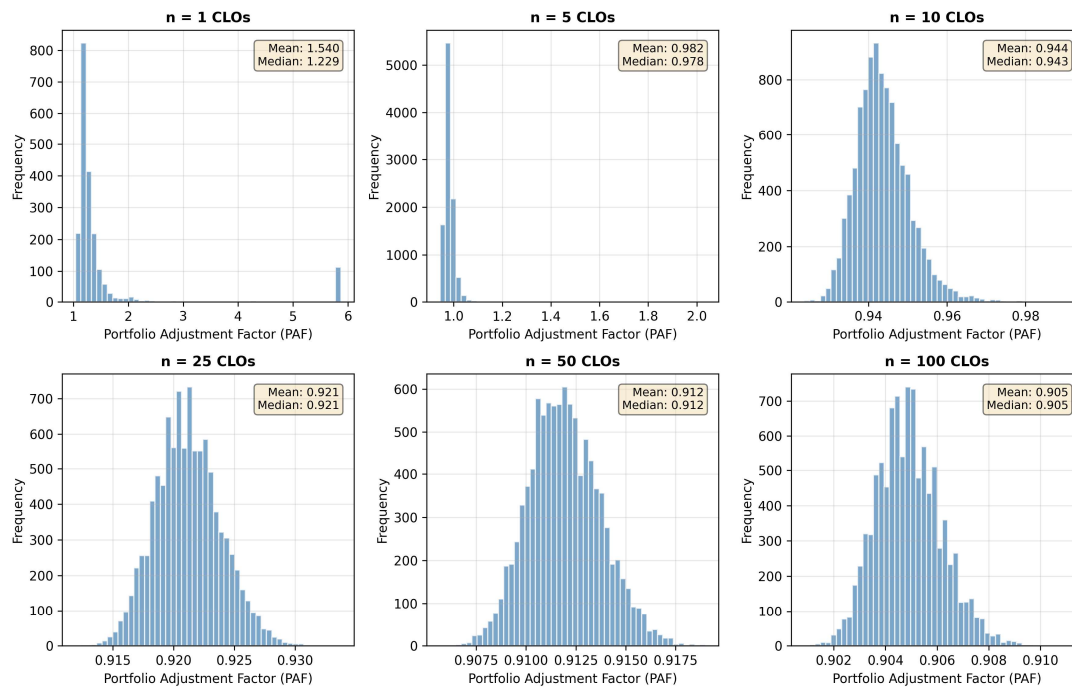 n = 1 CLOs
Mean: 1.540
Median: 1.229
800
700
600
500
400
300
200
100
0
Frequency
1 2 3 4 5 6
Portfolio Adjustment Factor (PAF)
n = 5 CLOs
Mean: 0.982
Median: 0.978
5000
4000
3000
2000
1000
0
Frequency
1.0 1.2 1.4 1.6 1.8 2.0
Portfolio Adjustment Factor (PAF)
n = 10 CLOs
Mean: 0.944
Median: 0.943
800
600
400
200
0
Frequency
0.94 0.96 0.98
Portfolio Adjustment Factor (PAF)
n = 25 CLOs
Mean: 0.921
Median: 0.921
700
600
500
400
300
200
100
0
Frequency
0.915 0.920 0.925 0.930
Portfolio Adjustment Factor (PAF)
n = 50 CLOs
Mean: 0.912
Median: 0.912
600
500
400
300
200
100
0
Frequency
0.9075 0.9100 0.9125 0.9150 0.9175
Portfolio Adjustment Factor (PAF)
n = 100 CLOs
Mean: 0.905
Median: 0.905
700
600
500
400
300
200
100
0
Frequency
0.902 0.904 0.906 0.908 0.910
Portfolio Adjustment Factor (PAF)